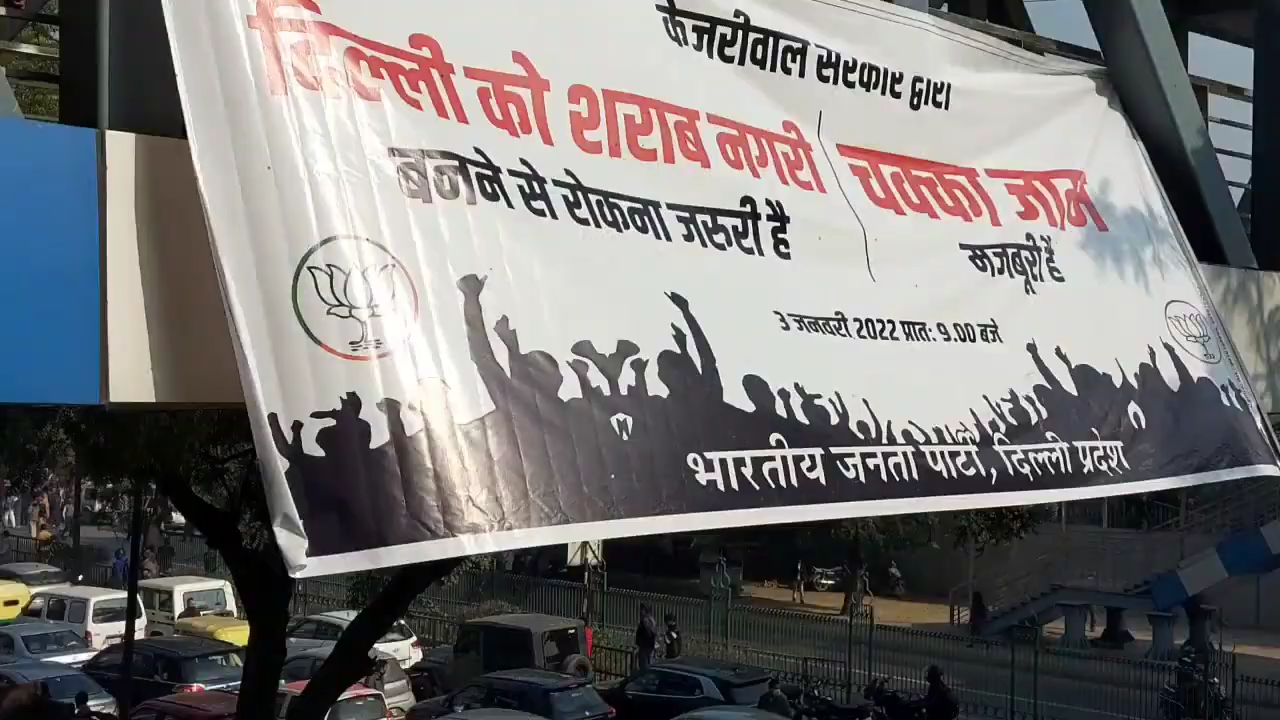 केजरीवाल सरकार द्वारा
दिल्ली को शराब नगरी
बनने से रोकना जरुरी है
चक्का जाम
मजबूरी है
3 जनवरी 2022 प्रात: 9.00 बजे
भारतीय जनता पार्टी, दिल्ली प्रदेश